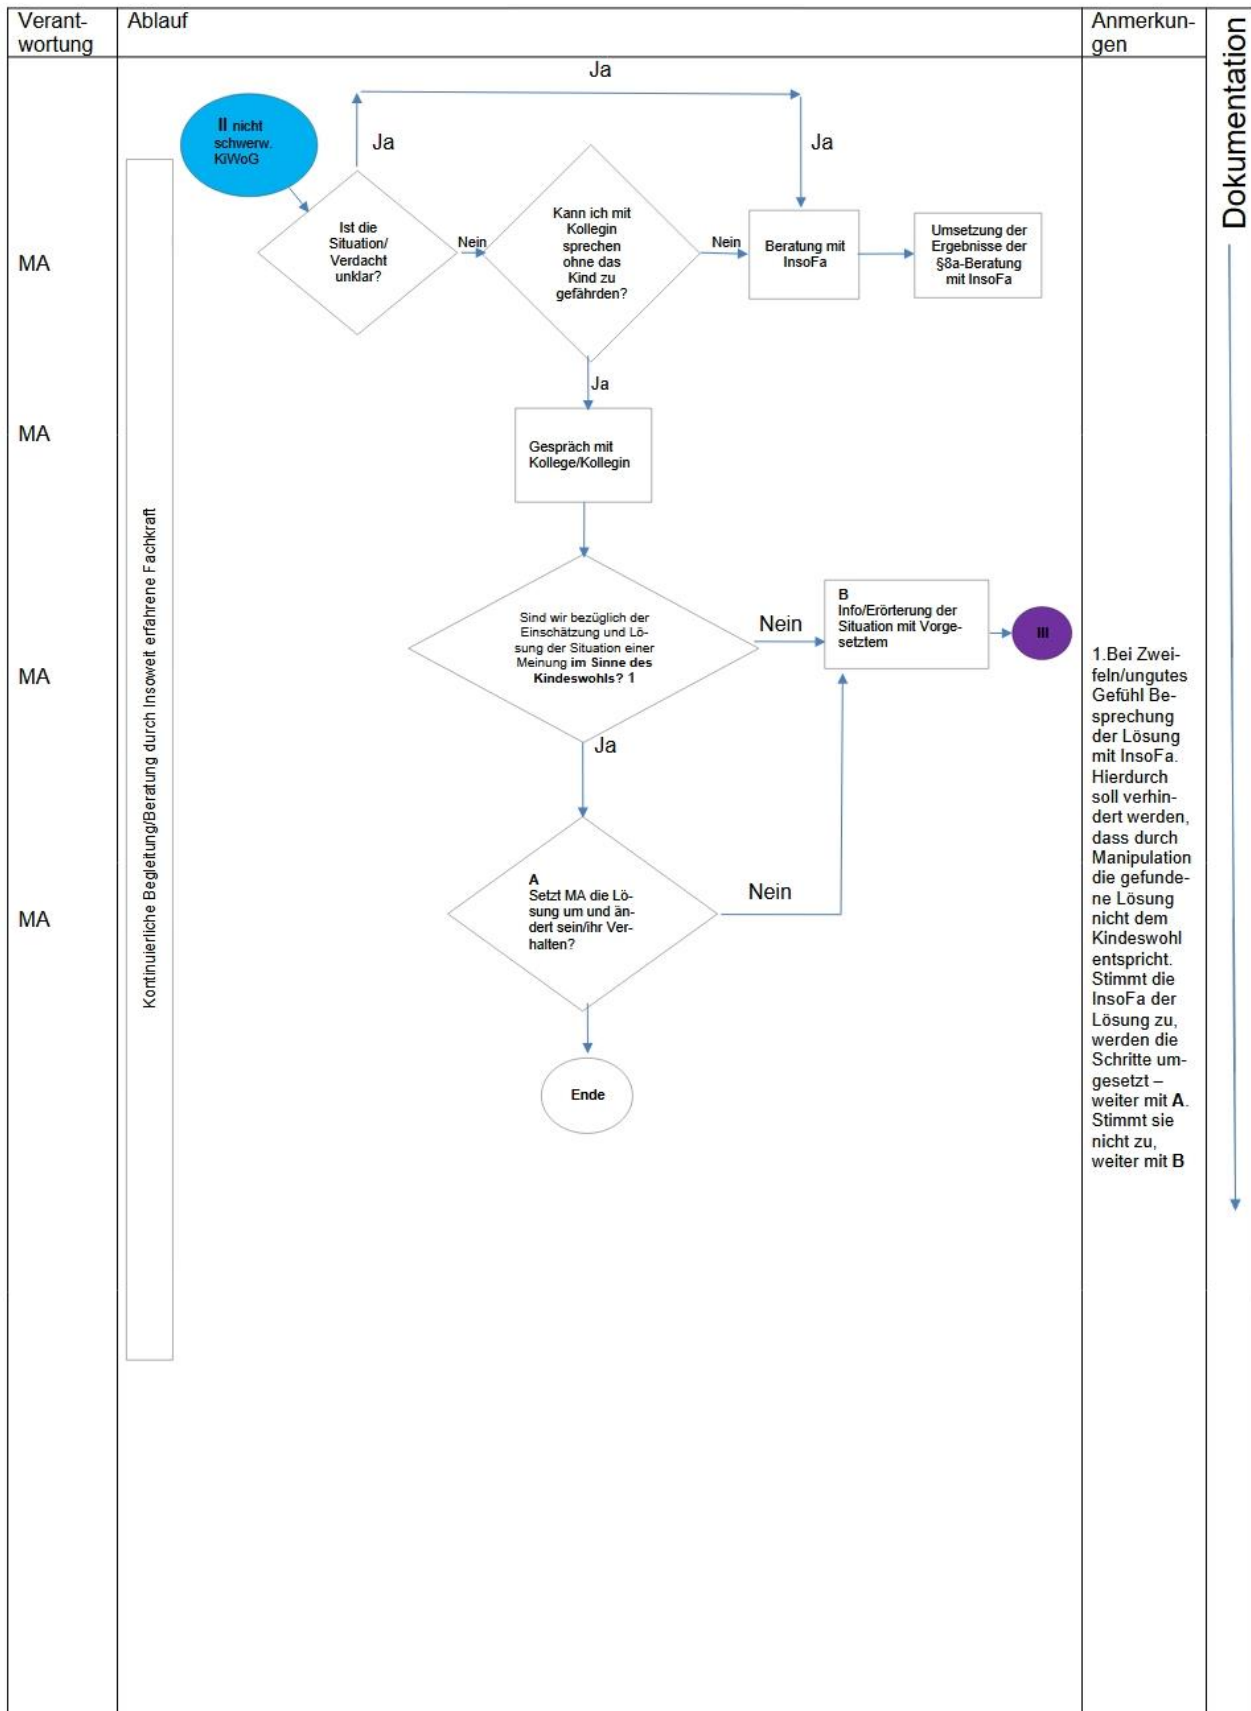 Verant-
wortung
Ablauf
Anmerkun-
gen
Dokumentation
Ja
II nicht
schwerw.
KiWoG
Ja
Ja
MA
Ist die
Situation/
Verdacht
unklar?
Nein
Kann ich mit
Kollegin
sprechen
ohne das
Kind zu
gefährden?
Nein
Beratung mit
InsoFa
Umsetzung der
Ergebnisse der
§8a-Beratung
mit InsoFa
Ja
MA
Gespräch mit
Kollege/Kollegin
Kontinuierliche Begleitung/Beratung durch Insoweit erfahrene Fachkraft
MA
Sind wir bezüglich der
Einschätzung und Lö-
sung der Situation einer
Meinung im Sinne des
Kindeswohls? 1
Nein
B
Info/Erörterung der
Situation mit Vorge-
setztem
III
Ja
MA
A
Setzt MA die Lö-
sung um und än-
dert sein/ihr Ver-
halten?
Nein
Ende
1.Bei Zwei-
feln/ungutes
Gefühl Be-
sprechung
der Lösung
mit InsoFa.
Hierdurch
soll verhin-
dert werden,
dass durch
Manipulation
die gefunde-
ne Lösung
nicht dem
Kindeswohl
entspricht.
Stimmt die
InsoFa der
Lösung zu,
werden die
Schritte um-
gesetzt –
weiter mit A.
Stimmt sie
nicht zu,
weiter mit B